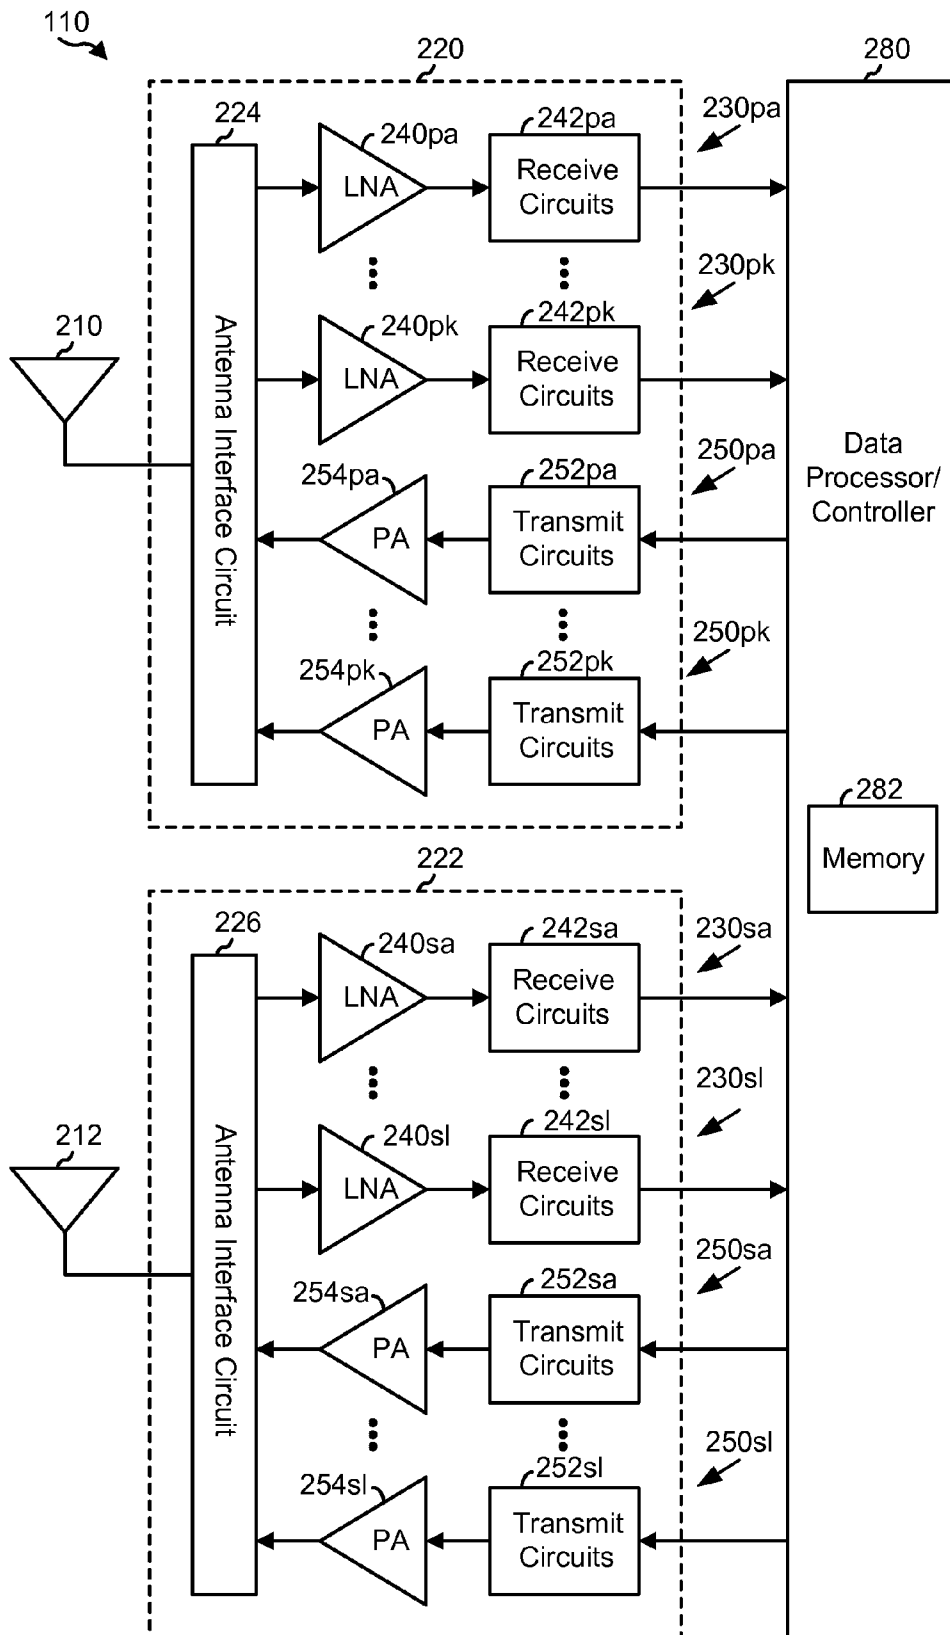 110
220
280
224
240pa
242pa
230pa
LNA
Receive
Circuits
230pk
240pk
242pk
210
LNA
Receive
Circuits
Antenna Interface Circuit
Data
Processor/
Controller
254pa
252pa
250pa
PA
Transmit
Circuits
254pk
252pk
250pk
PA
Transmit
Circuits
282
Memory
222
226
240sa
242sa
230sa
LNA
Receive
Circuits
230sl
240sl
242sl
212
LNA
Receive
Circuits
Antenna Interface Circuit
254sa
252sa
250sa
PA
Transmit
Circuits
254sl
252sl
250sl
PA
Transmit
Circuits